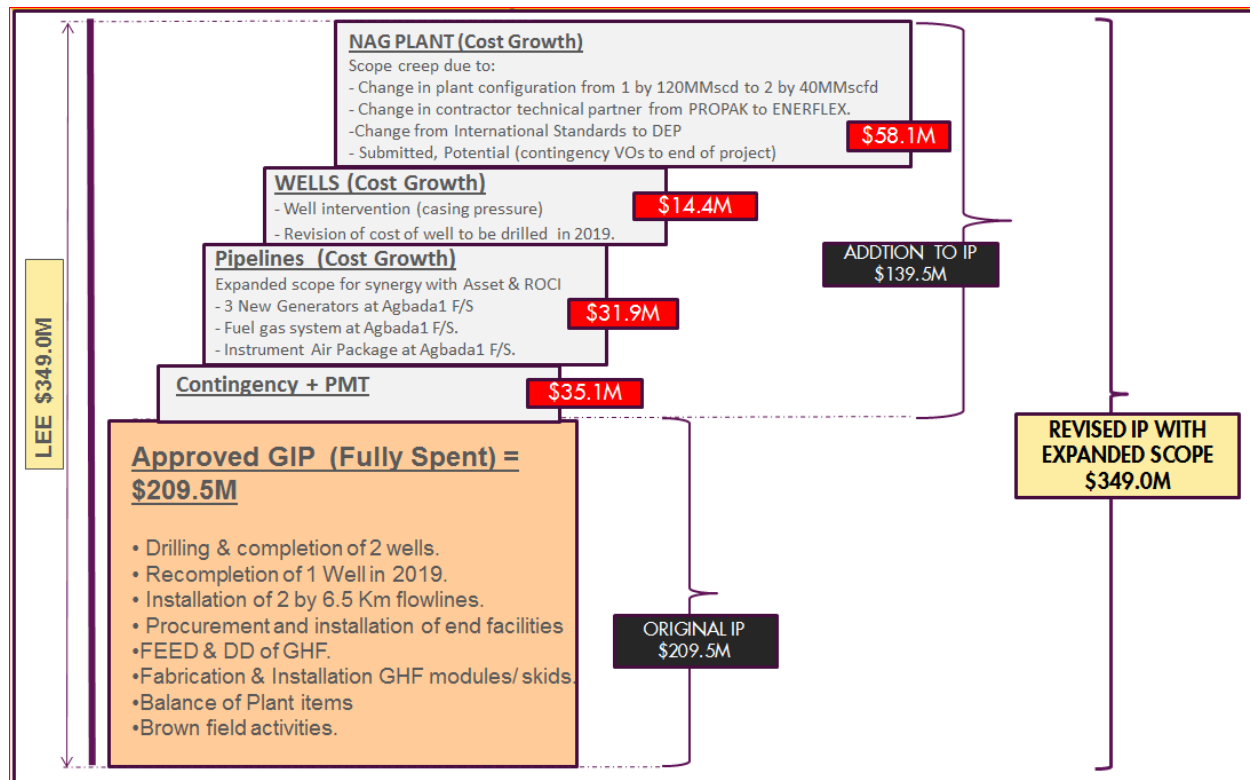 NAG PLANT (Cost Growth)
Scope creep due to:
- Change in plant configuration from 1 by 120MMscd to 2 by 40MMscfd
- Change in contractor technical partner from PROPAK to ENERFLEX.
-Change from International Standards to DEP
- Submitted, Potential (contingency VOs to end of project)
$58.1M
WELLS (Cost Growth)
- Well intervention (casing pressure)
- Revision of cost of well to be drilled in 2019.
$14.4M
Pipelines (Cost Growth)
Expanded scope for synergy with Asset & ROCI
- 3 New Generators at Agbada1 F/S
- Fuel gas system at Agbada1 F/S.
- Instrument Air Package at Agbada1 F/S.
$31.9M
Contingency + PMT
$35.1M
ADDTION TO IP
$139.5M
LEE $349.0M
Approved GIP (Fully Spent) =
$209.5M
• Drilling & completion of 2 wells.
• Recompletion of 1 Well in 2019.
• Installation of 2 by 6.5 Km flowlines.
• Procurement and installation of end facilities
•FEED & DD of GHF.
•Fabrication & Installation GHF modules/ skids.
•Balance of Plant items
•Brown field activities.
ORIGINAL IP
$209.5M
REVISED IP WITH
EXPANDED SCOPE
$349.0M